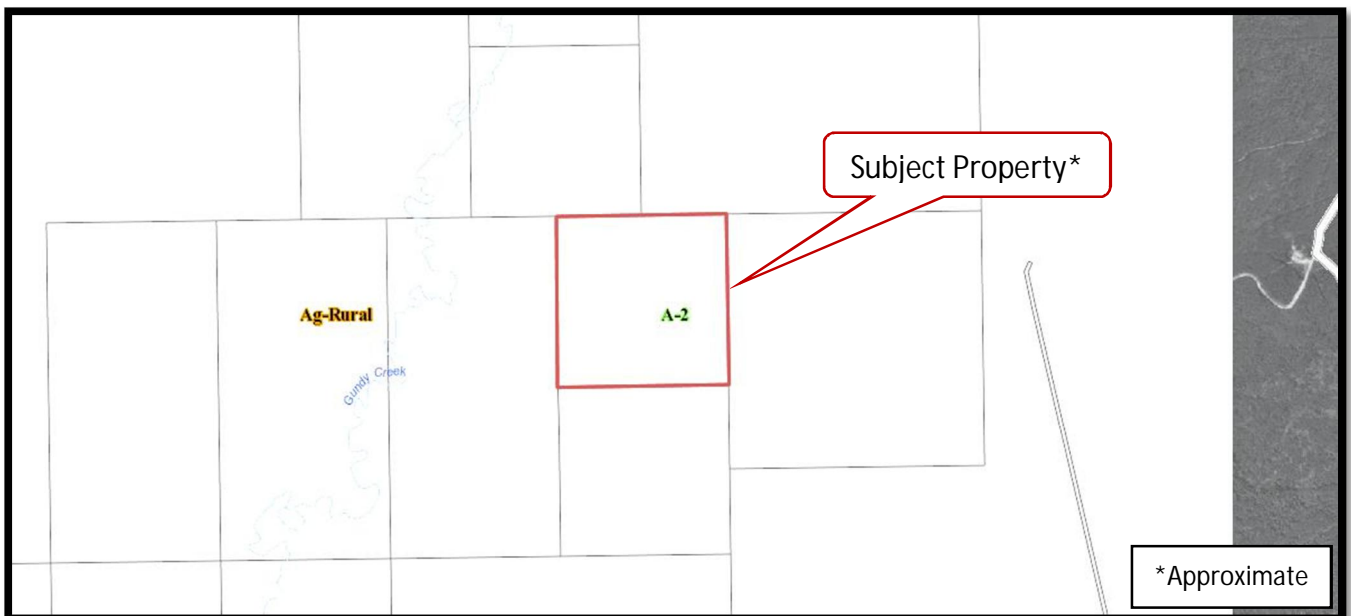 Subject Property*
Ag-Rural
A-2
Gundy Creek
*Approximate